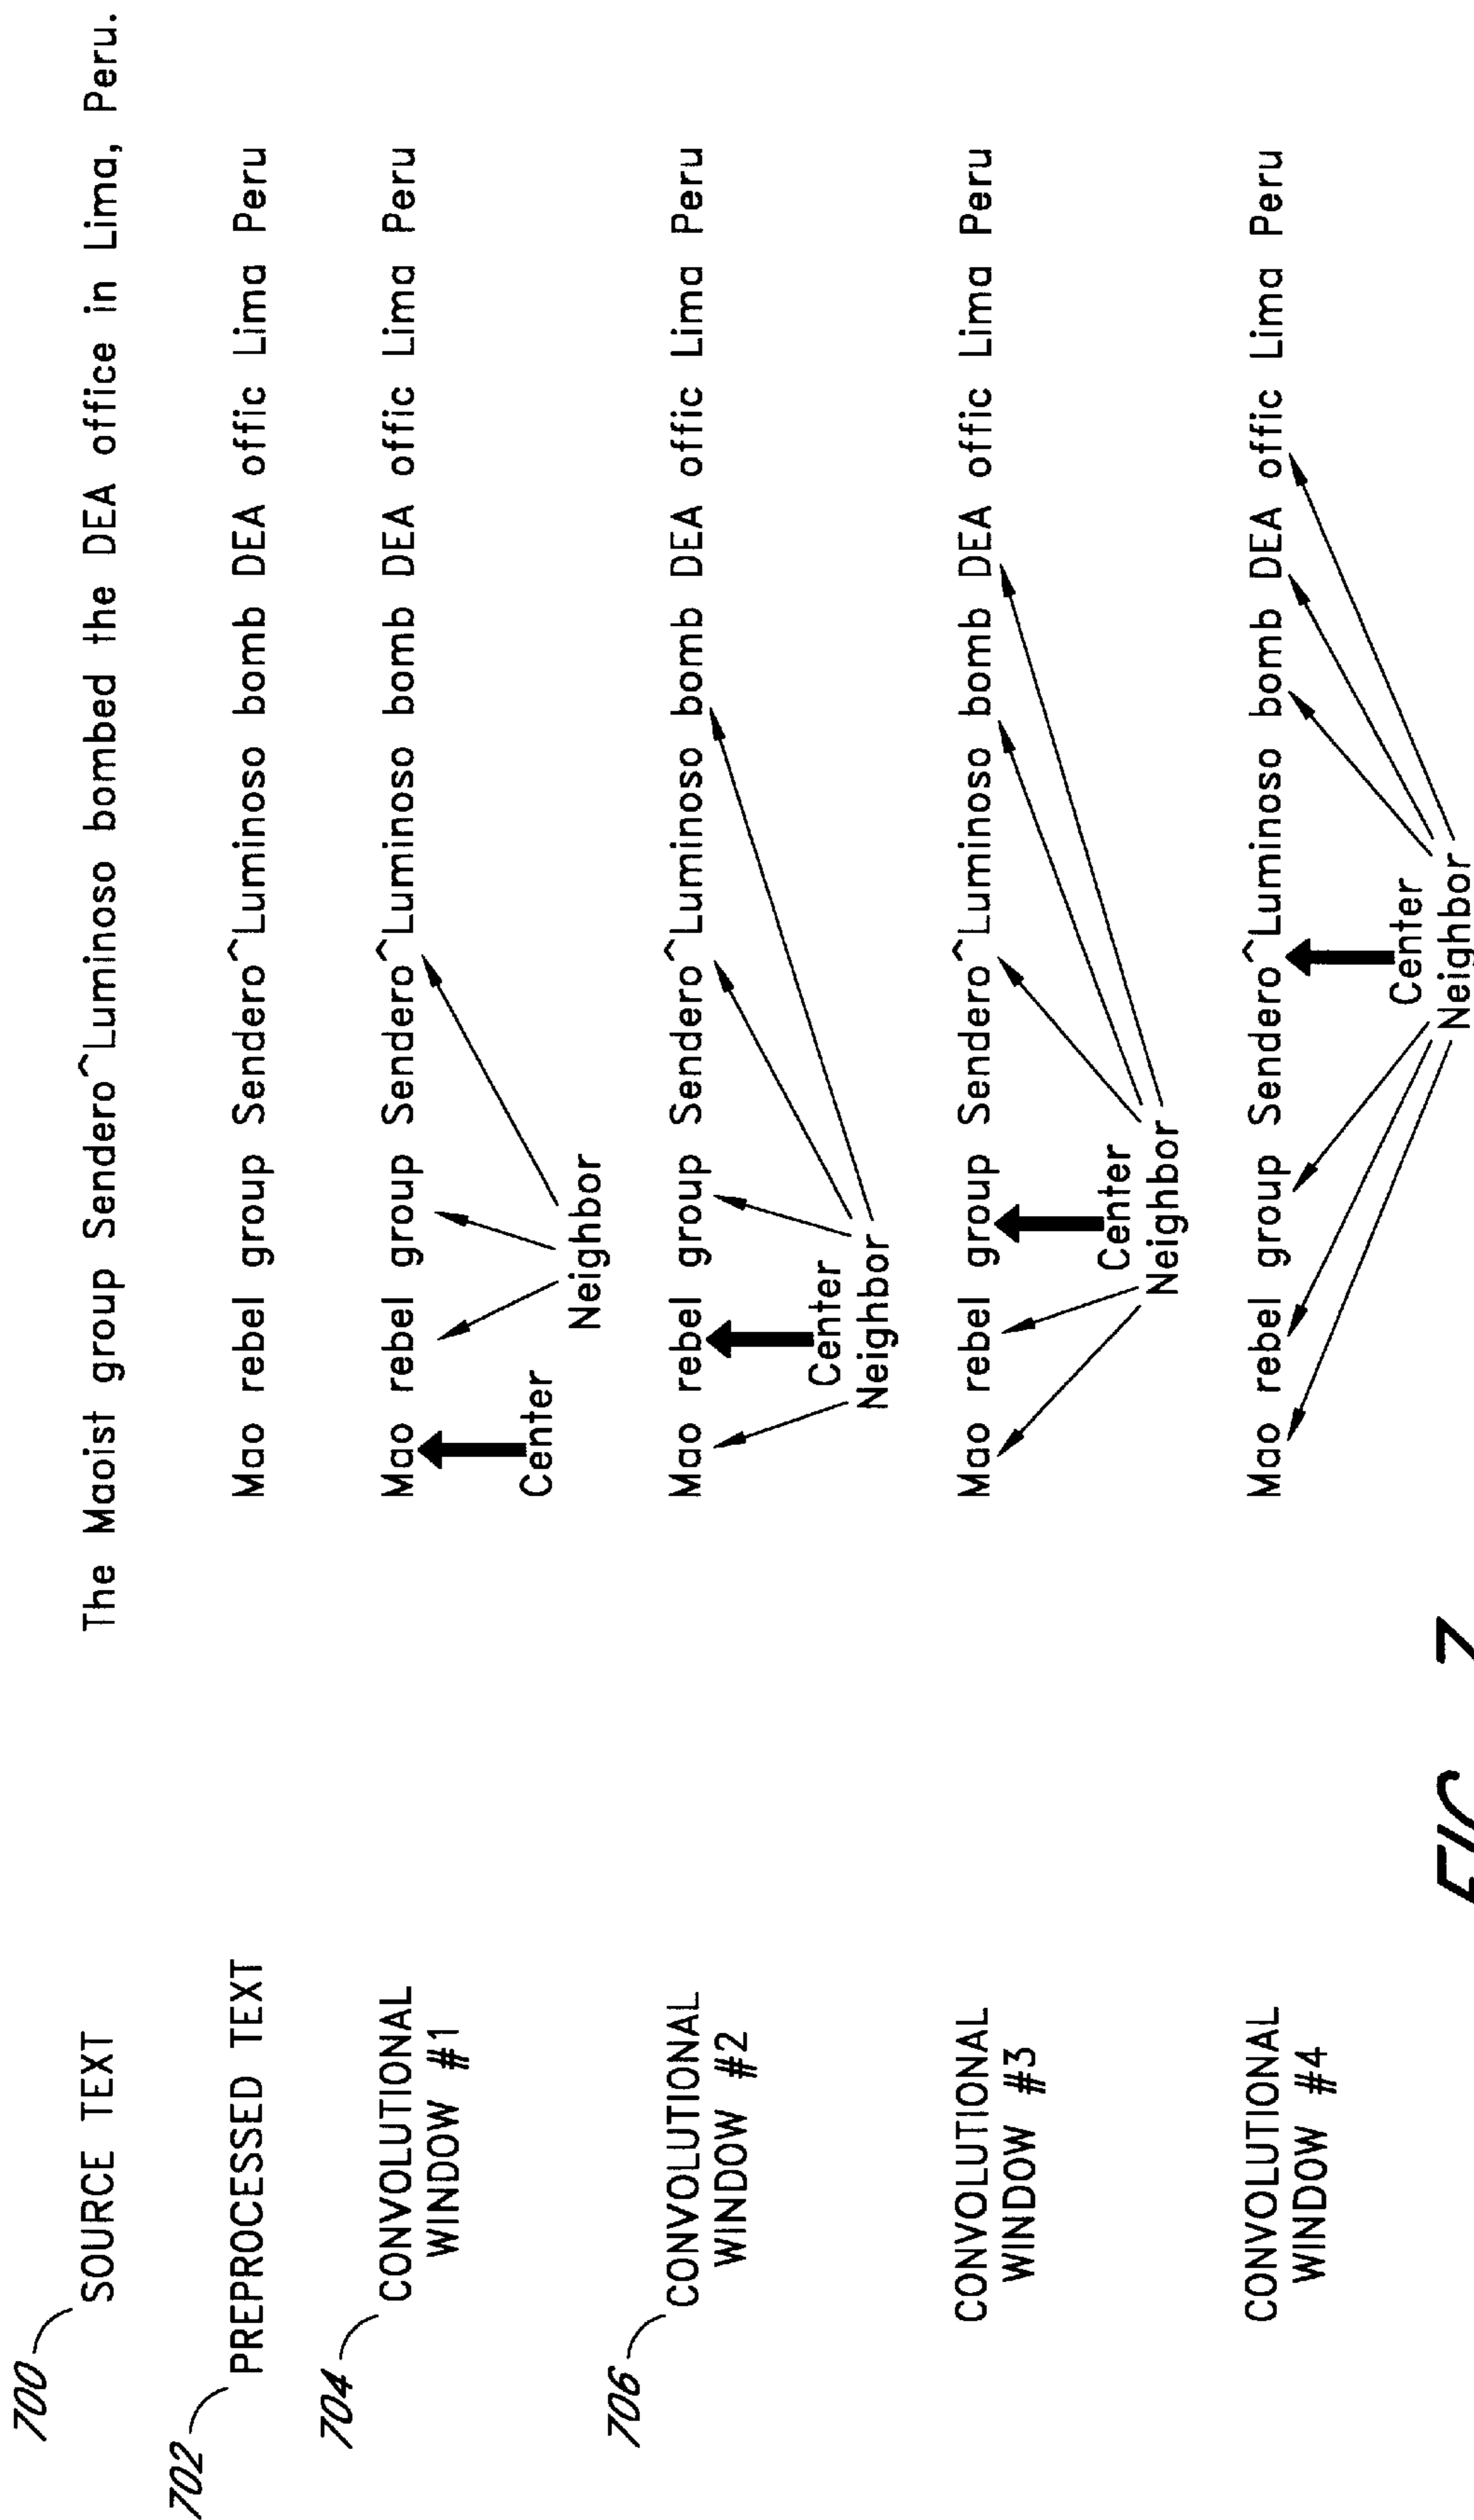 700 SOURCE TEXT The Maoist group Sendero^Luminoso bombed the DEA office in Lima, Peru.
702 PREPROCESSED TEXT Mao rebel group Sendero^Luminoso bomb DEA offic Lima Peru
704 CONVOLUTIONAL Mao rebel group Sendero^Luminoso bomb DEA offic Lima Peru
WINDOW #1
Center
Neighbor
706 CONVOLUTIONAL Mao rebel group Sendero^Luminoso bomb DEA offic Lima Peru
WINDOW #2
Center
Neighbor
CONVOLUTIONAL Mao rebel group Sendero^Luminoso bomb DEA offic Lima Peru
WINDOW #3
Center
Neighbor
CONVOLUTIONAL Mao rebel group Sendero^Luminoso bomb DEA offic Lima Peru
WINDOW #4
Center
Neighbor